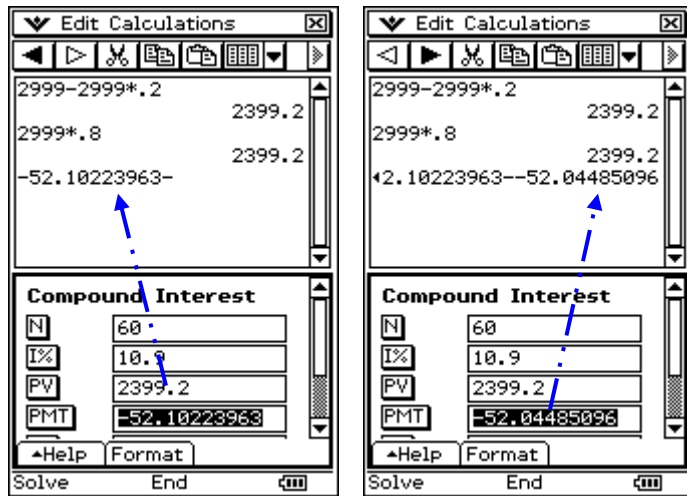 Edit Calculations
2999-2999*.2
2399.2
2999*.8
2399.2
-52.10223963-
Compound Interest
N 60
I% 10.9
PV 2399.2
PMT -52.10223963
Help Format
Solve End
Edit Calculations
2999-2999*.2
2399.2
2999*.8
2399.2
2.10223963--52.04485096
Compound Interest
N 60
I% 10.9
PV 2399.2
PMT -52.04485096
Help Format
Solve End